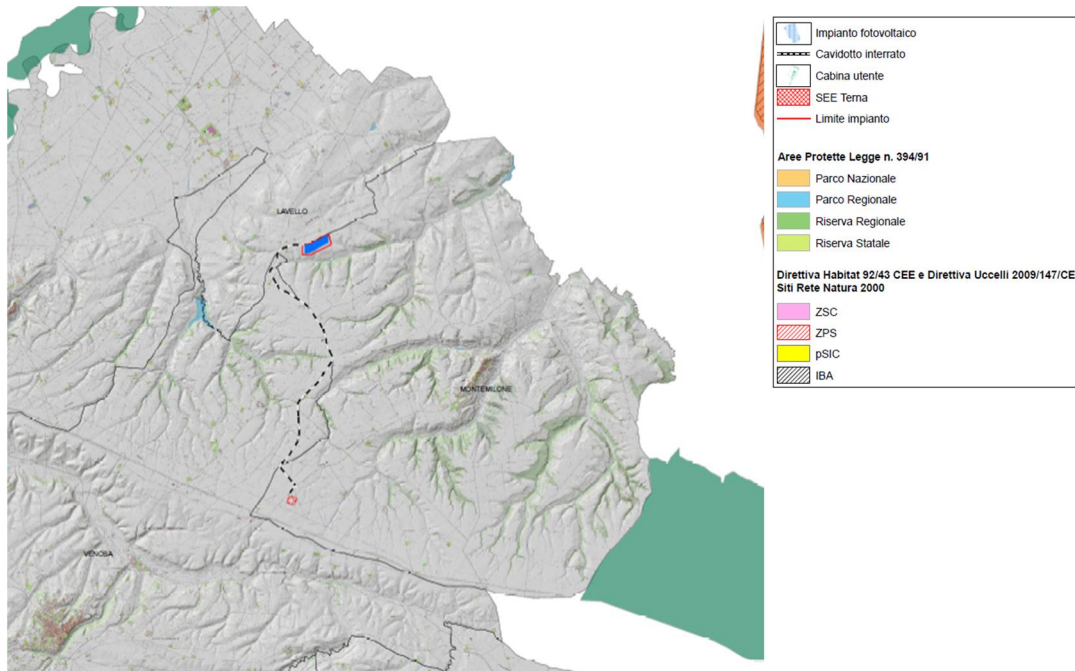 Impianto fotovoltaico
Cavidotto interrato
Cabina utente
SEE Terna
Limite impianto
Aree Protette Legge n. 394/91
Parco Nazionale
Parco Regionale
Riserva Regionale
Riserva Statale
Direttiva Habitat 92/43 CEE e Direttiva Uccelli 2009/147/CE
Siti Rete Natura 2000
ZSC
ZPS
pSIC
IBA
LAVELLO
MONTEMILONE
VENOSA